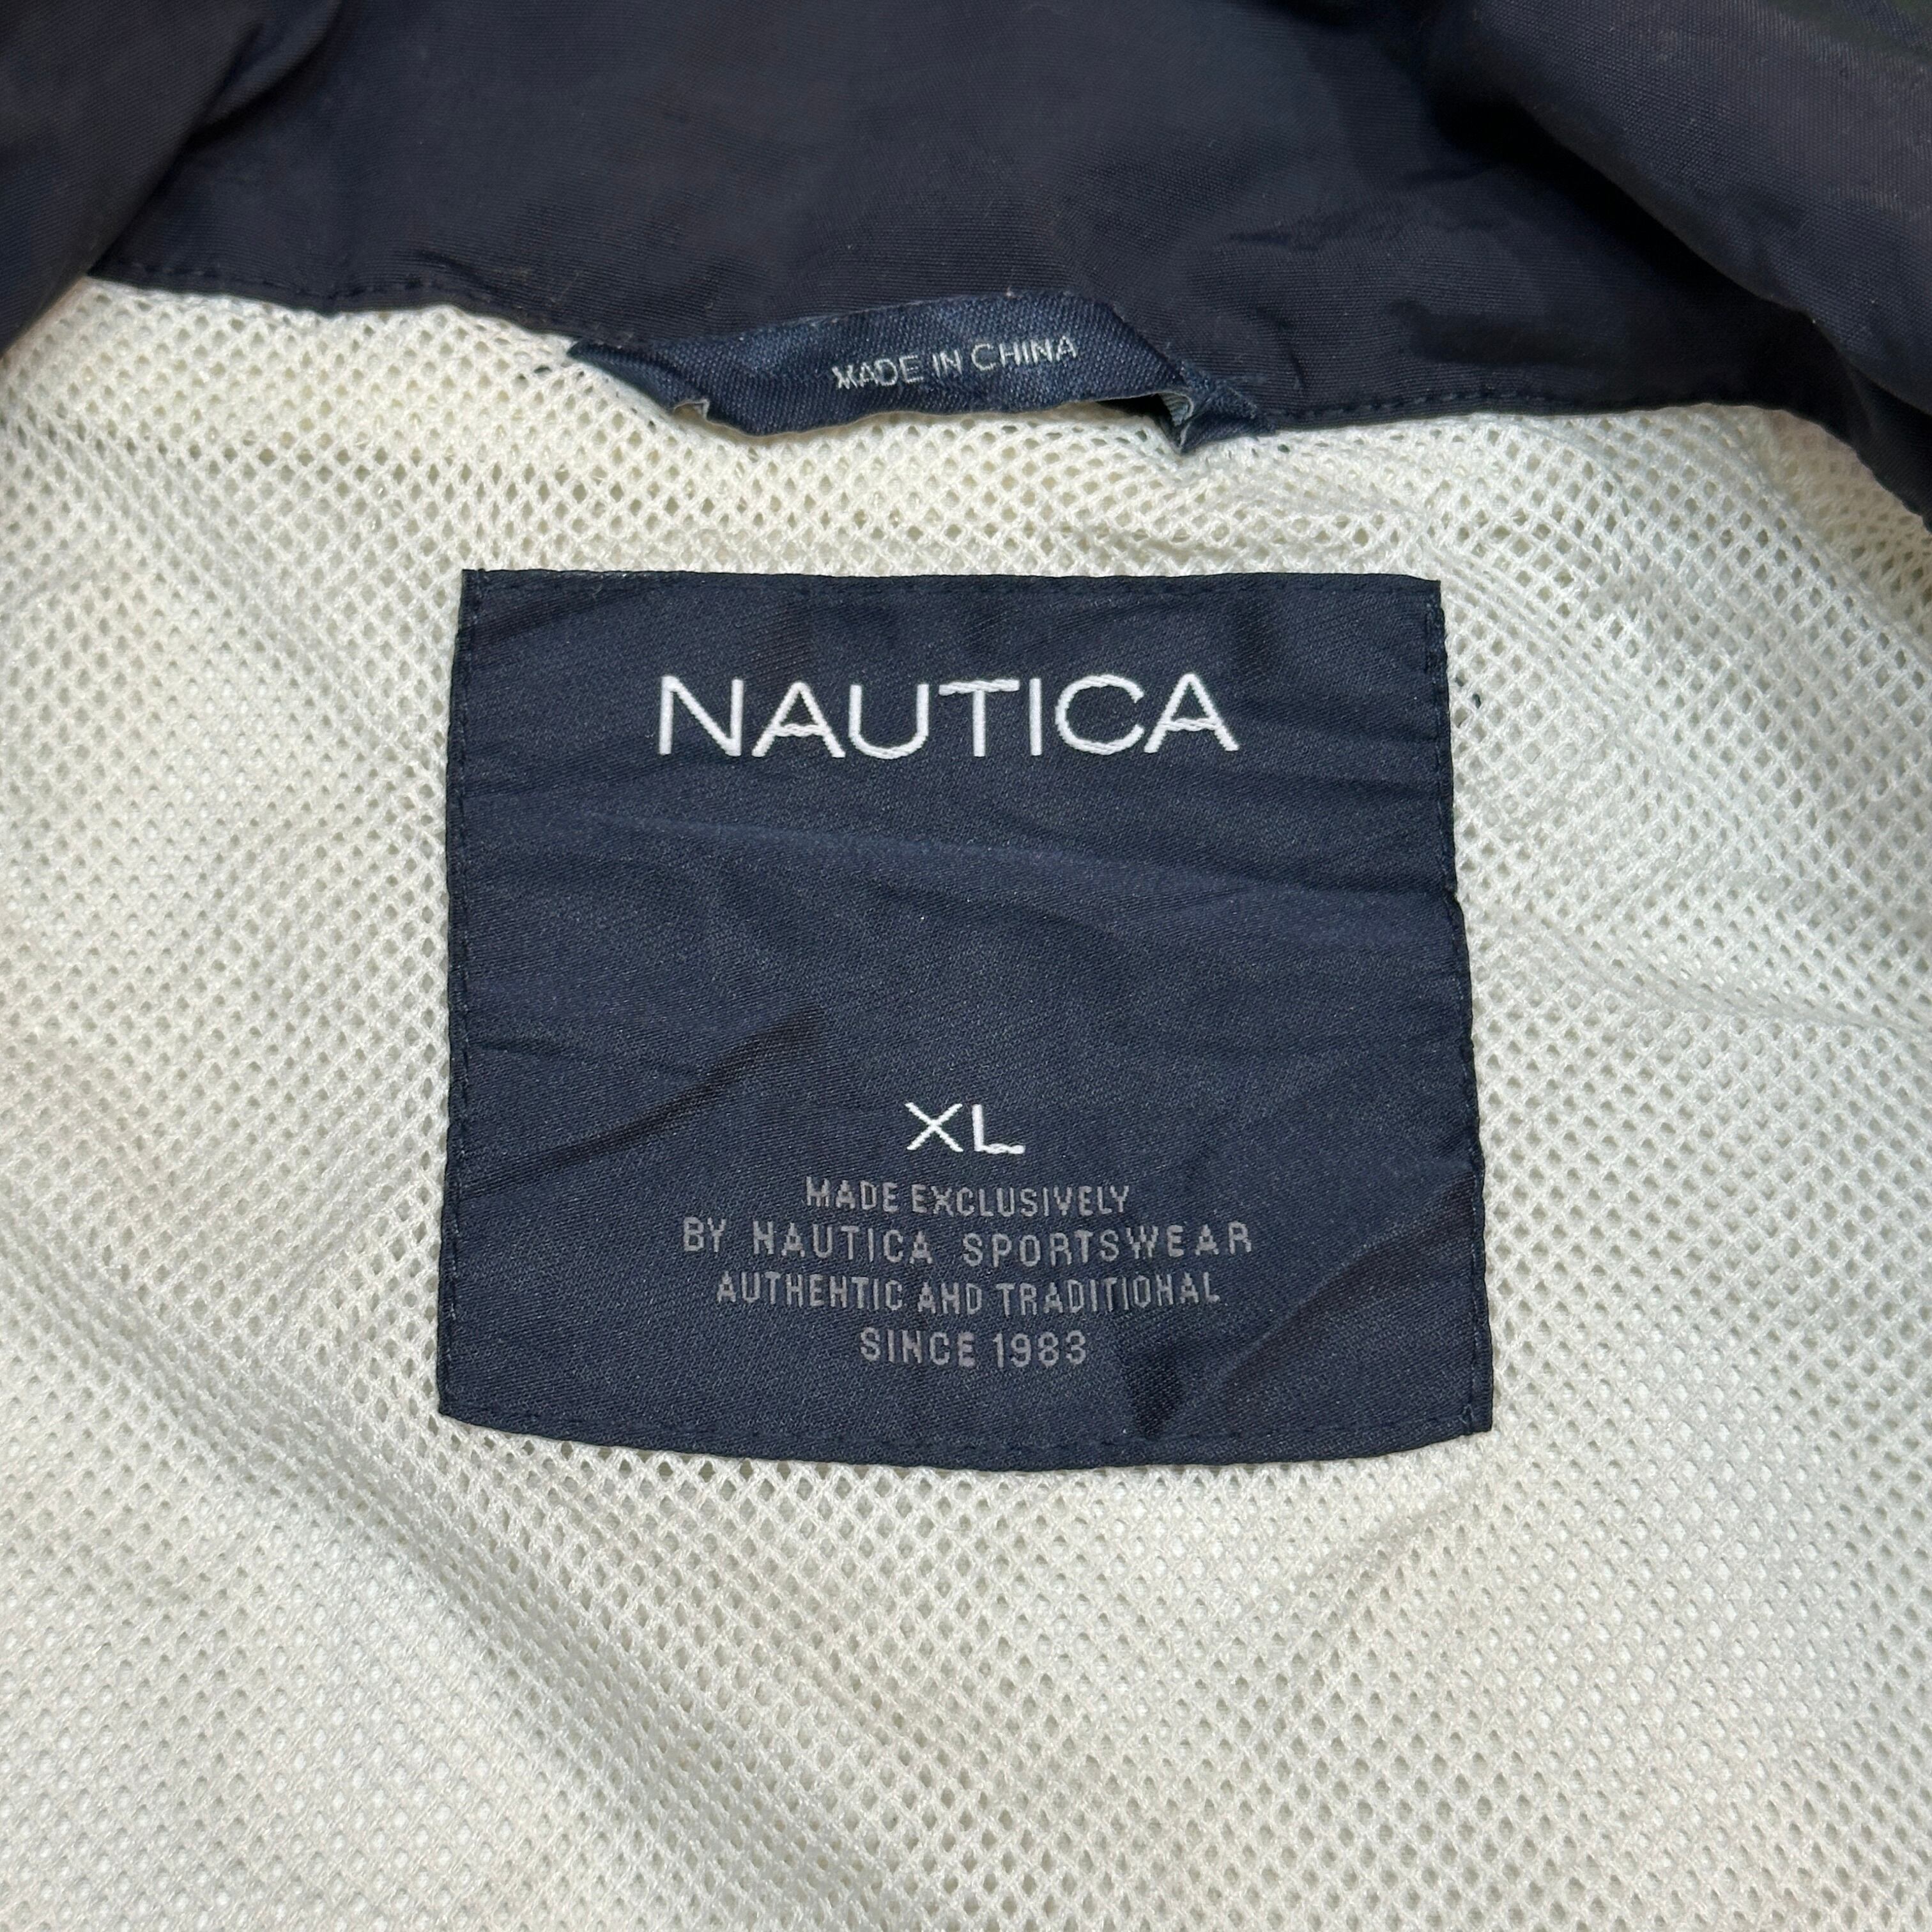 MADE IN CHINA
NAUTICA
XL
MADE EXCLUSIVELY
BY NAUTICA SPORTSWEAR
AUTHENTIC AND TRADITIONAL
SINCE 1983